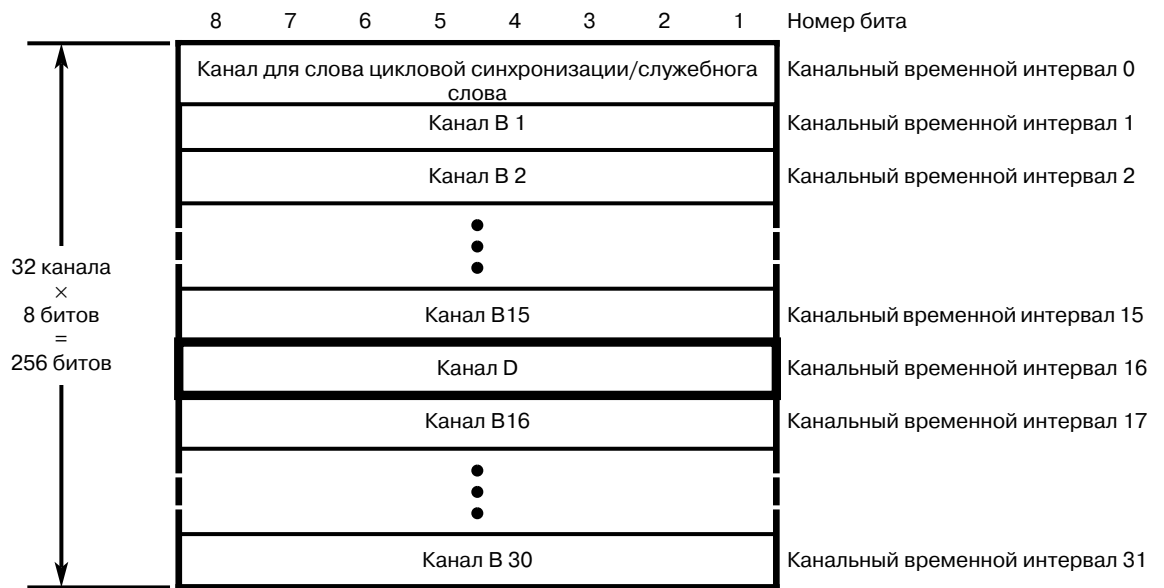 8 7 6 5 4 3 2 1 Номер бита
Канал для слова цикловой синхронизации/служебнога
слова
Канальный временной интервал 0
Канал B 1
Канальный временной интервал 1
Канал B 2
Канальный временной интервал 2
32 канала
×
8 битов
=
256 битов
Канал B15
Канальный временной интервал 15
Канал D
Канальный временной интервал 16
Канал B16
Канальный временной интервал 17
Канал B 30
Канальный временной интервал 31